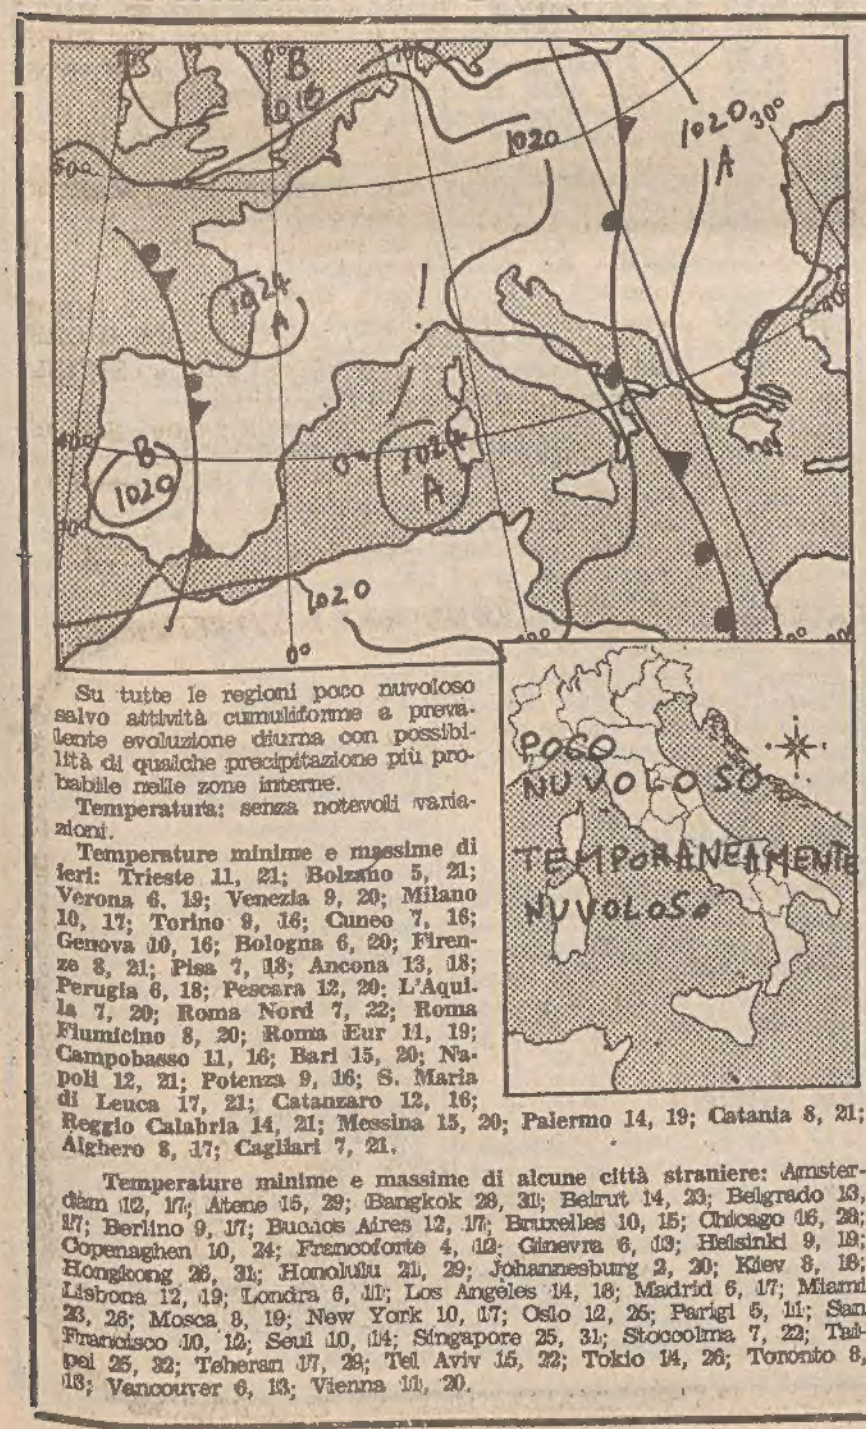 0°
B
1016
1020
1020
30°
A
50°
1024
A
40°
40°
B
1020
1024
A
1020
0°
POCO
NUVOLOSO
TEMPORANEAMENTE
NUVOLOSO
Su tutte le regioni poco nuvoloso
salvo attività cumuliforme a preva-
lente evoluzione diurna con possibi-
lità di qualche precipitazione più pro-
babile nelle zone interne.
Temperatura: senza notevoli varia-
zioni.
Temperature minime e massime di
ieri: Trieste 11, 21; Bolzano 5, 21;
Verona 6, 19; Venezia 9, 20; Milano
10, 17; Torino 9, 16; Cuneo 7, 16;
Genova 10, 16; Bologna 6, 20; Firen-
ze 8, 21; Pisa 7, 18; Ancona 13, 18;
Perugia 6, 18; Pescara 12, 20; L'Aqui-
la 7, 20; Roma Nord 7, 22; Roma
Fiumicino 8, 20; Roma Eur 11, 19;
Campobasso 11, 16; Bari 15, 20; Na-
poli 12, 21; Potenza 9, 16; S. Maria
di Leuca 17, 21; Catanzaro 12, 16;
Reggio Calabria 14, 21; Messina 15, 20; Palermo 14, 19; Catania 8, 21;
Alghero 8, 17; Cagliari 7, 21.
Temperature minime e massime di alcune città straniere: Amster-
dam 12, 17; Atene 15, 29; Bangkok 28, 31; Beirut 14, 23; Belgrado 13,
17; Berlino 9, 17; Buenos Aires 12, 17; Bruxelles 10, 15; Chicago 16, 28;
Copenaghen 10, 24; Francoforte 4, 12; Ginevra 6, 13; Helsinki 9, 19;
Hongkong 26, 31; Honolulu 21, 29; Johannesburg 2, 20; Kiev 8, 18;
Lisbona 12, 19; Londra 6, 11; Los Angeles 14, 18; Madrid 6, 17; Miami
23, 26; Mosca 8, 19; New York 10, 17; Oslo 12, 25; Parigi 5, 11; San
Francisco 10, 12; Seul 10, 14; Singapore 25, 31; Stoccolma 7, 22; Tai-
pei 25, 32; Teheran 17, 28; Tel Aviv 15, 22; Tokio 14, 26; Toronto 8,
18; Vancouver 6, 13; Vienna 11, 20.